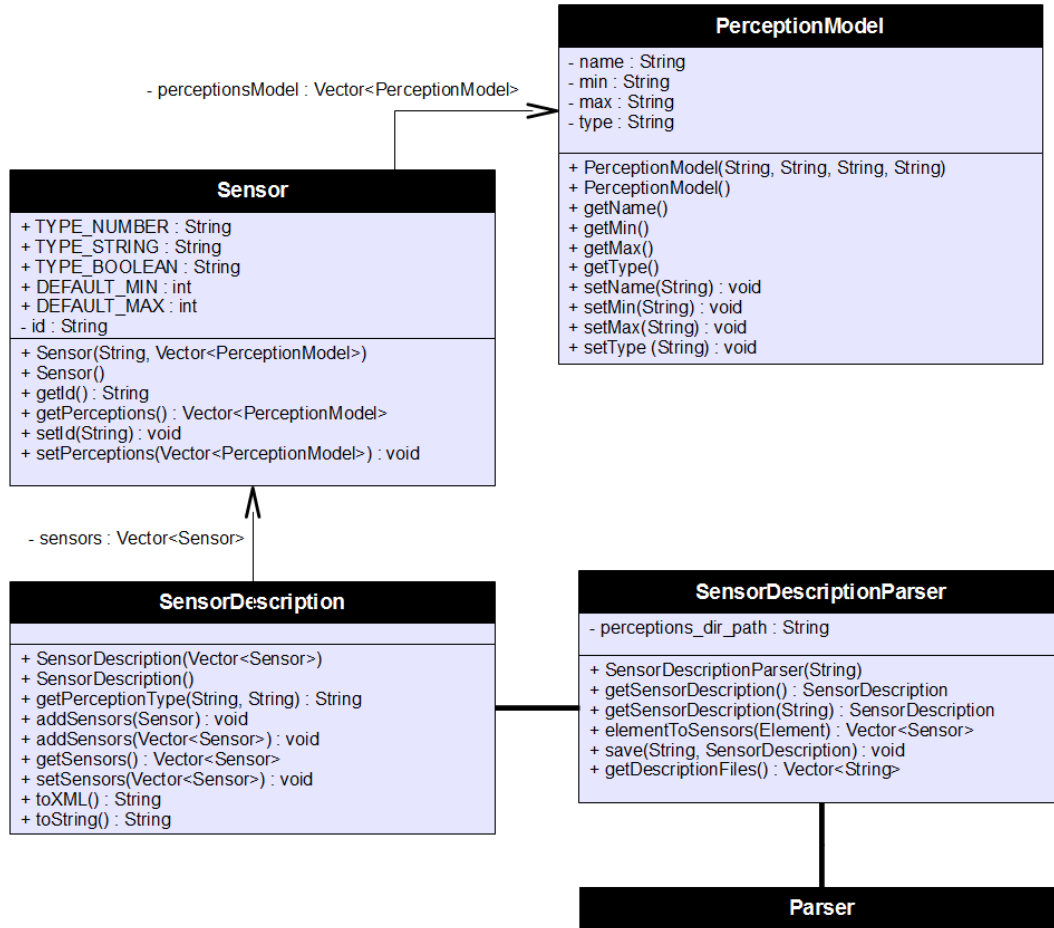 PerceptionModel
- name : String
- min : String
- max : String
- type : String
+ PerceptionModel(String, String, String, String)
+ PerceptionModel()
+ getName()
+ getMin()
+ getMax()
+ getType()
+ setName(String) : void
+ setMin(String) : void
+ setMax(String) : void
+ setType (String) : void
- perceptionsModel : Vector<PerceptionModel>
Sensor
+ TYPE_NUMBER : String
+ TYPE_STRING : String
+ TYPE_BOOLEAN : String
+ DEFAULT_MIN : int
+ DEFAULT_MAX : int
- id : String
+ Sensor(String, Vector<PerceptionModel>)
+ Sensor()
+ getId() : String
+ getPerceptions() : Vector<PerceptionModel>
+ setId(String) : void
+ setPerceptions(Vector<PerceptionModel>) : void
- sensors : Vector<Sensor>
SensorDescription
+ SensorDescription(Vector<Sensor>)
+ SensorDescription()
+ getPerceptionType(String, String) : String
+ addSensors(Sensor) : void
+ addSensors(Vector<Sensor>) : void
+ getSensors() : Vector<Sensor>
+ setSensors(Vector<Sensor>) : void
+ toXML() : String
+ toString() : String
SensorDescriptionParser
- perceptions_dir_path : String
+ SensorDescriptionParser(String)
+ getSensorDescription() : SensorDescription
+ getSensorDescription(String) : SensorDescription
+ elementToSensors(Element) : Vector<Sensor>
+ save(String, SensorDescription) : void
+ getDescriptionFiles() : Vector<String>
Parser